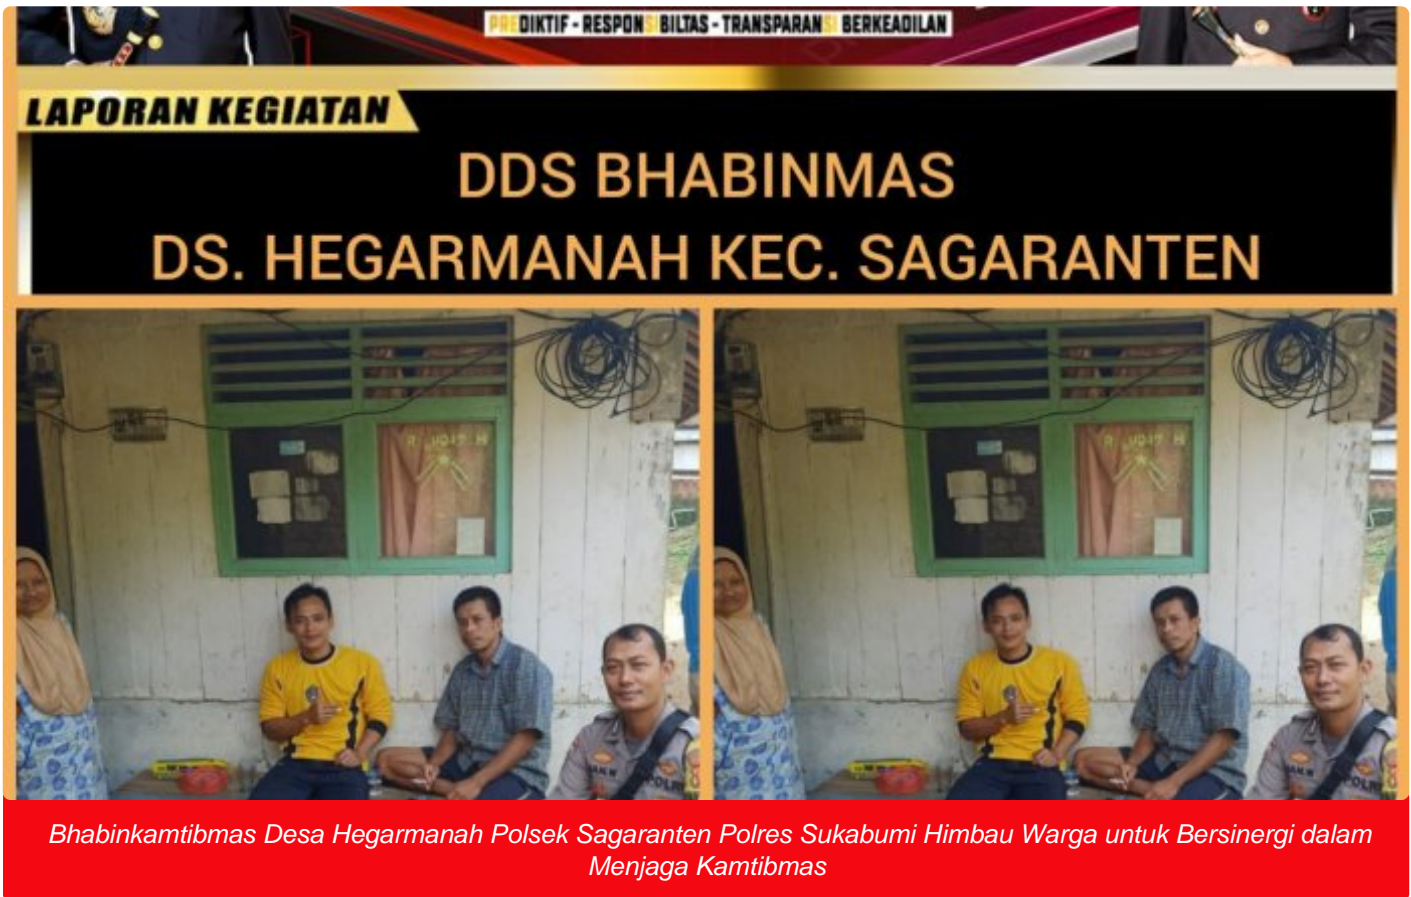 PREDIKTIF - RESPONSIBILTAS - TRANSPARANSI BERKEADILAN
LAPORAN KEGIATAN
DDS BHABINMAS
DS. HEGARMANAH KEC. SAGARANTEN
Bhabinkamtibmas Desa Hegarmanah Polsek Sagaranten Polres Sukabumi Himbau Warga untuk Bersinergi dalam
Menjaga Kamtibmas